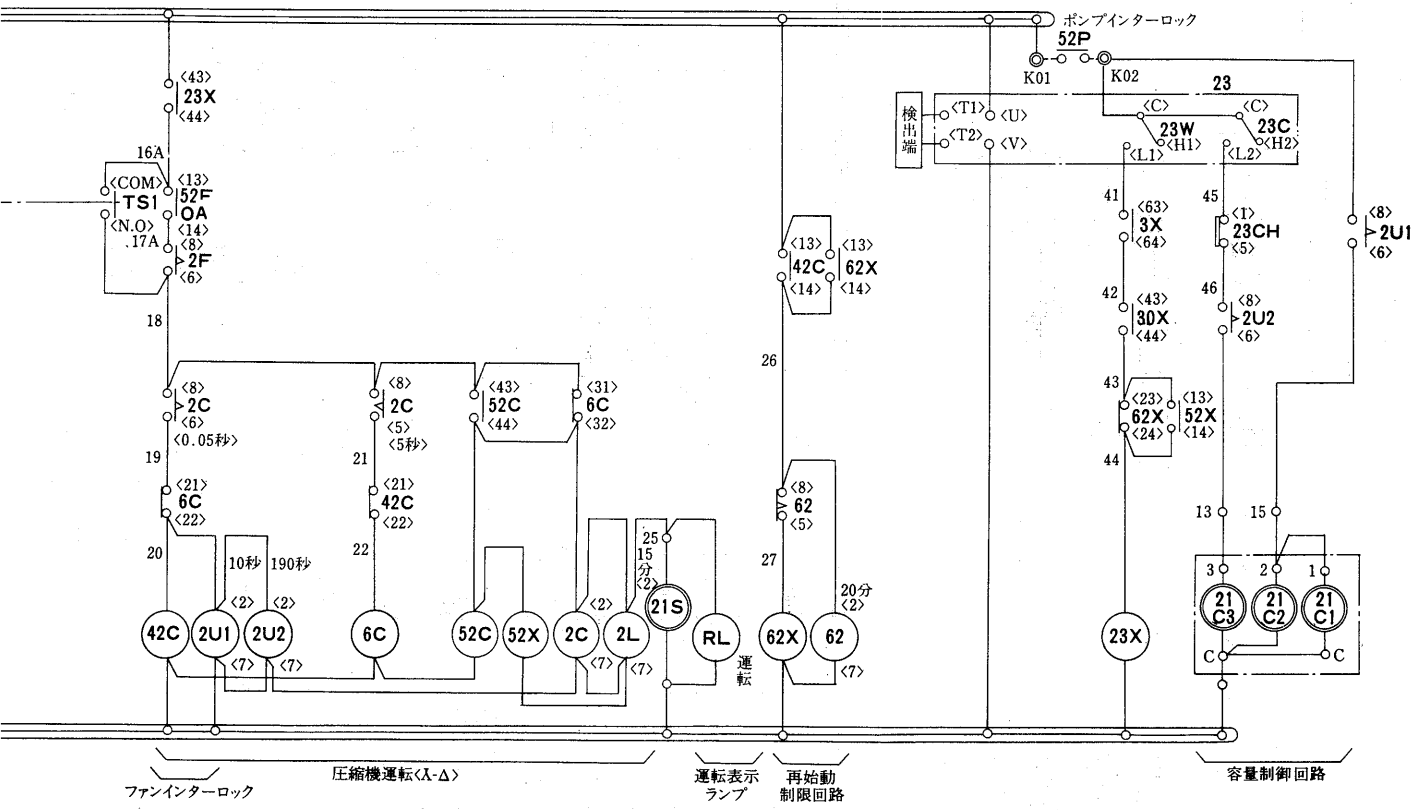 ポンプインターロック
52P
K01
K02
23
<43>
23X
<44>
検出端
<T1>
<U>
<T2>
<V>
<C>
23W
<H1>
<L1>
<C>
23C
<H2>
<L2>
16A
<COM>
TS1
<N.O>
.17A
<13>
52F
OA
<14>
<8>
2F
<6>
18
<13>
42C
<14>
<13>
62X
<14>
26
41
<63>
3X
<64>
45
<1>
23CH
<5>
<8>
2U1
<6>
42
<43>
30X
<44>
46
<8>
2U2
<6>
<8>
2C
<6>
<0.05秒>
<8>
2C
<5>
<5秒>
<43>
52C
<44>
<31>
6C
<32>
43
<23>
62X
<24>
<13>
52X
<14>
44
19
<21>
6C
<22>
21
<21>
42C
<22>
<8>
62
<5>
27
20
10秒
190秒
22
25
15分
<2>
20分
<2>
13
15
3
2
1
42C
<2>
2U1
<7>
<2>
2U2
<7>
6C
52C
52X
<2>
2C
<7>
2L
<7>
21S
RL
運転
62X
62
<7>
23X
21
C3
21
C2
21
C1
C
C
圧縮機運転<人-Δ>
ファンインターロック
運転表示
ランプ
再始動
制限回路
容量制御回路